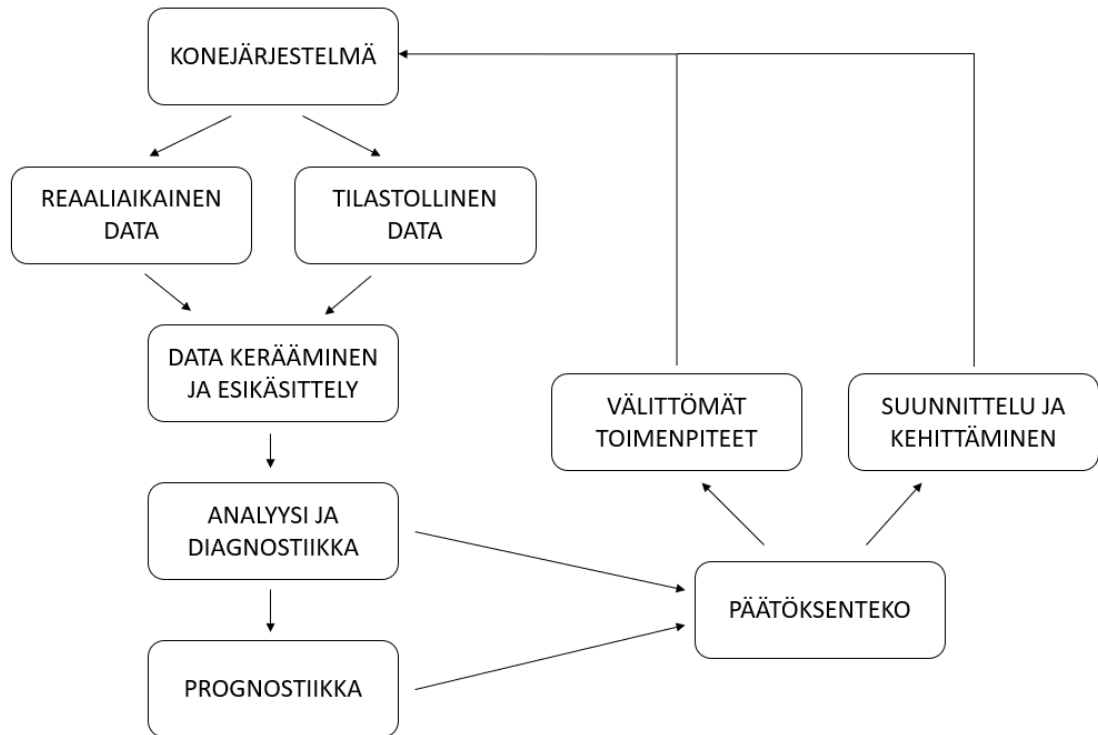 KONEJÄRJESTELMÄ
REAALIAIKAINEN
DATA
TILASTOLLINEN
DATA
DATA KERÄÄMINEN
JA ESIKÄSITTELY
VÄLITTÖMÄT
TOIMENPITEET
SUUNNITTELU JA
KEHITTÄMINEN
ANALYYSI JA
DIAGNOSTIIKKA
PÄÄTÖKSENTEKO
PROGNOSTIIKKA